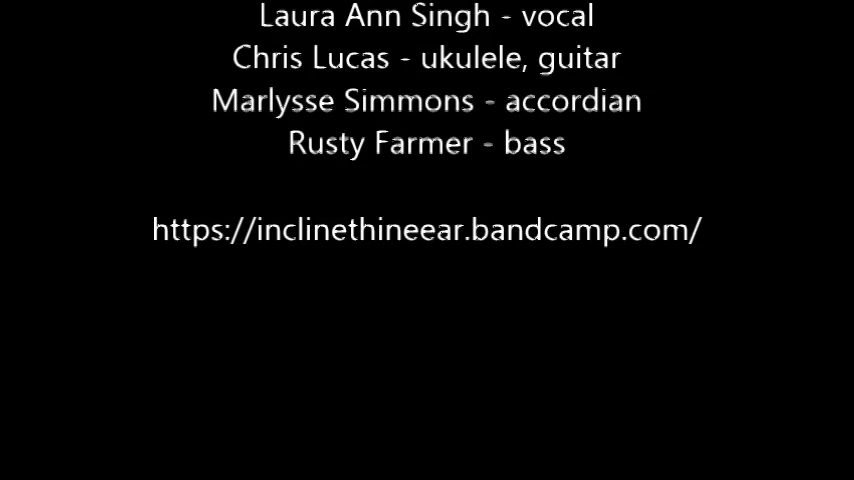 Laura Ann Singh - vocal
Chris Lucas - ukulele, guitar
Marlysse Simmons - accordian
Rusty Farmer - bass
https://inclinethineear.bandcamp.com/